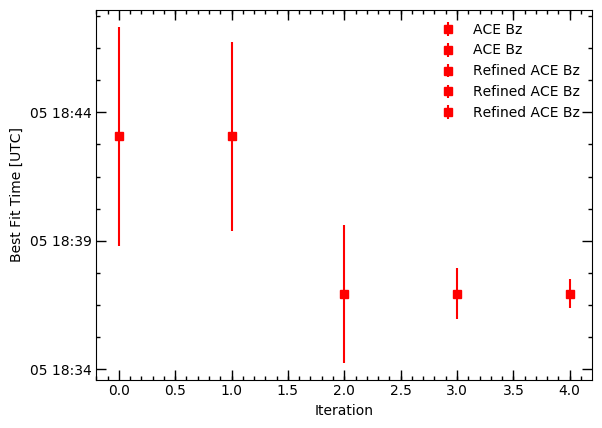 ACE Bz
ACE Bz
Refined ACE Bz
Refined ACE Bz
Refined ACE Bz
05 18:44
05 18:39
05 18:34
Best Fit Time [UTC]
0.0 0.5 1.0 1.5 2.0 2.5 3.0 3.5 4.0
Iteration